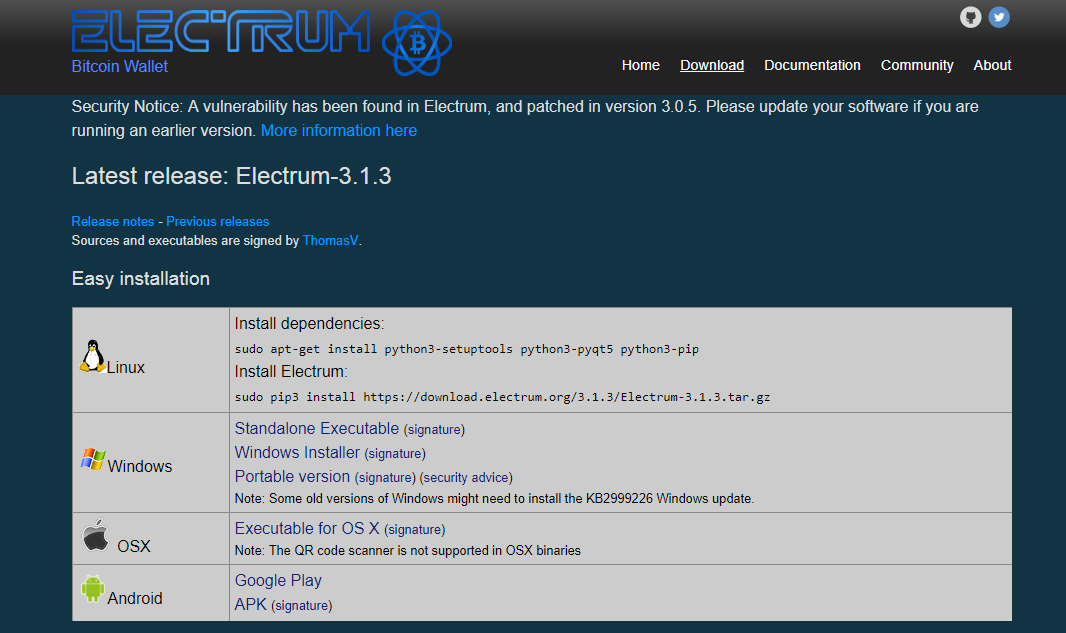 ELECTRUM
Bitcoin Wallet
Home Download Documentation Community About
Security Notice: A vulnerability has been found in Electrum, and patched in version 3.0.5. Please update your software if you are
running an earlier version. More information here
Latest release: Electrum-3.1.3
Release notes - Previous releases
Sources and executables are signed by ThomasV.
Easy installation
Linux
Install dependencies:
sudo apt-get install python3-setuptools python3-pyqt5 python3-pip
Install Electrum:
sudo pip3 install https://download.electrum.org/3.1.3/Electrum-3.1.3.tar.gz
Windows
Standalone Executable (signature)
Windows Installer (signature)
Portable version (signature) (security advice)
Note: Some old versions of Windows might need to install the KB2999226 Windows update.
OSX
Executable for OS X (signature)
Note: The QR code scanner is not supported in OSX binaries
Android
Google Play
APK (signature)